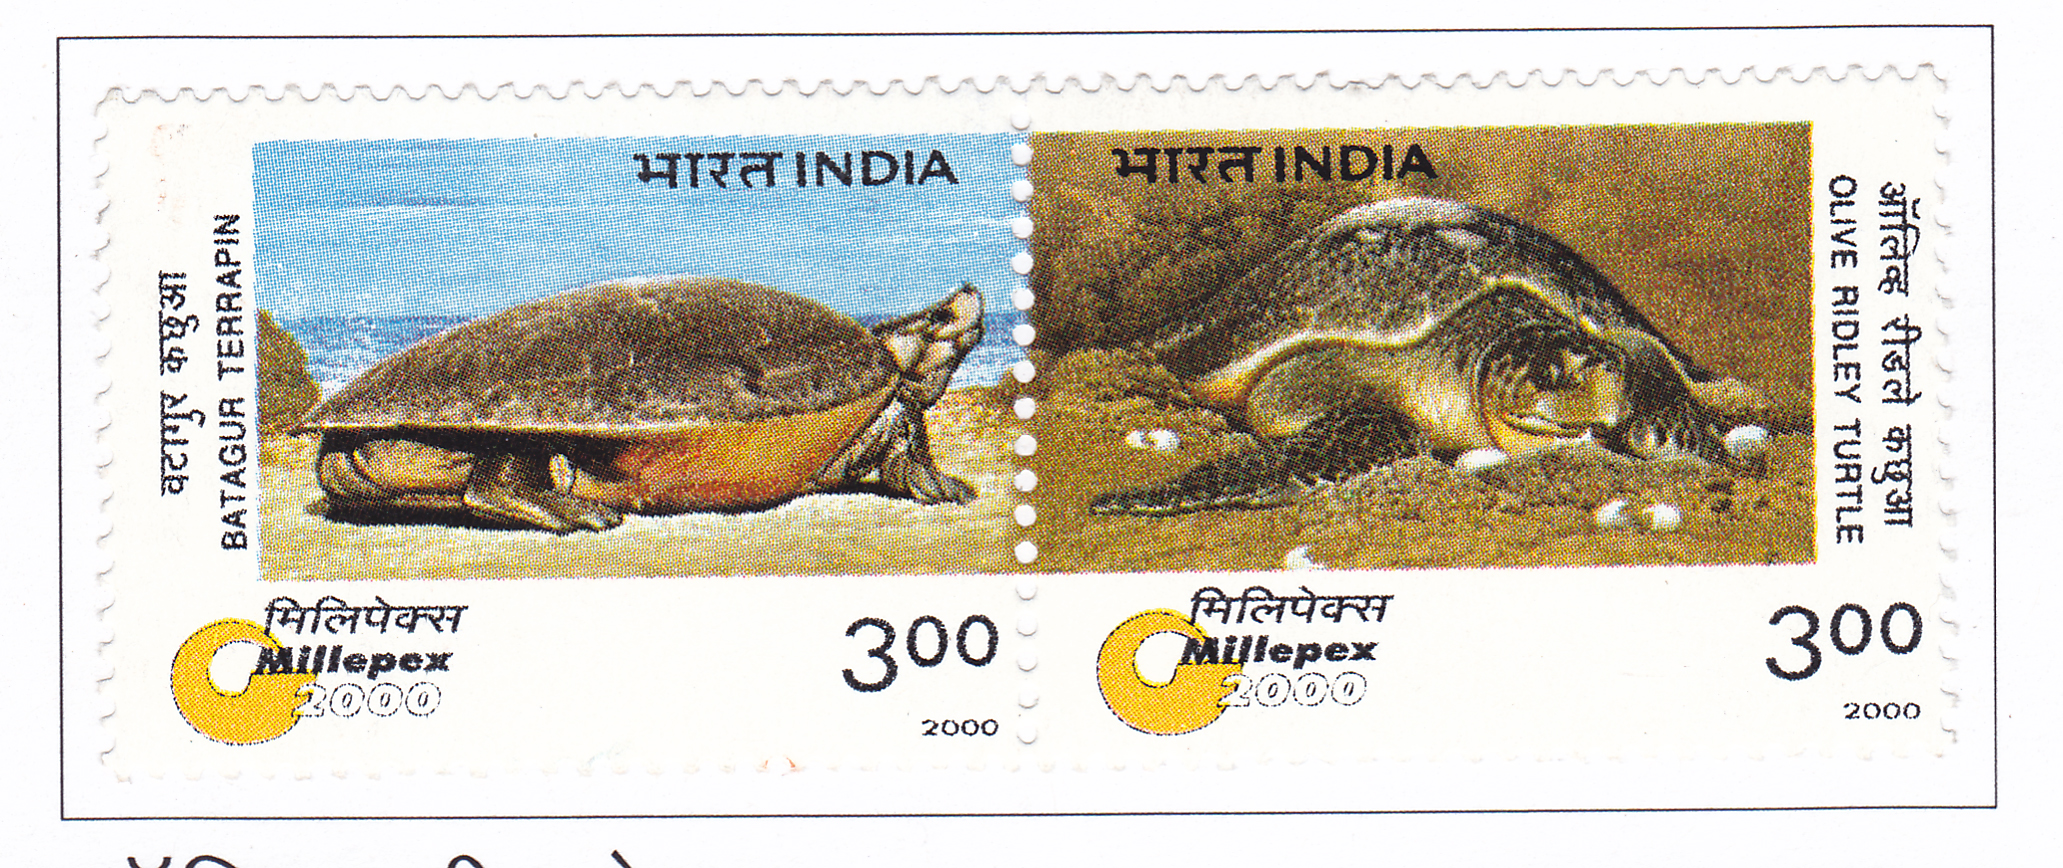 भारत INDIA
बटागुर कछुआ
BATAGUR TERRAPIN
मिलिपेक्स
Millepex
2000
300
2000
भारत INDIA
ऑलिव रीडले कछुआ
OLIVE RIDLEY TURTLE
मिलिपेक्स
Millepex
2000
300
2000